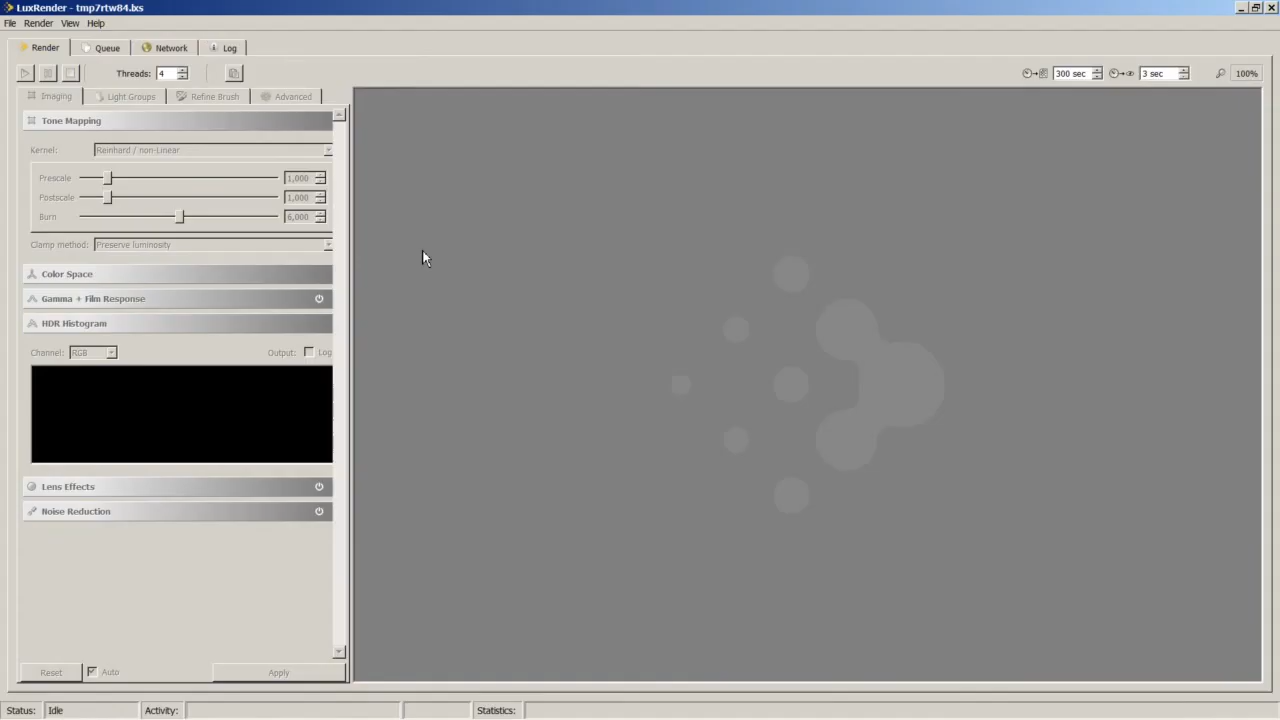 LuxRender - tmp7rtw84.lxs
File Render View Help
Render Queue Network Log
Threads: 4 300 sec 3 sec 100%
Imaging Light Groups Refine Brush Advanced
Tone Mapping
Kernel: Reinhard / non-Linear
Prescale 1,000
Postscale 1,000
Burn 6,000
Clamp method: Preserve luminosity
Color Space
Gamma + Film Response
HDR Histogram
Channel: RGB Output: Log
Lens Effects
Noise Reduction
Reset Auto Apply
Status: Idle Activity: Statistics: